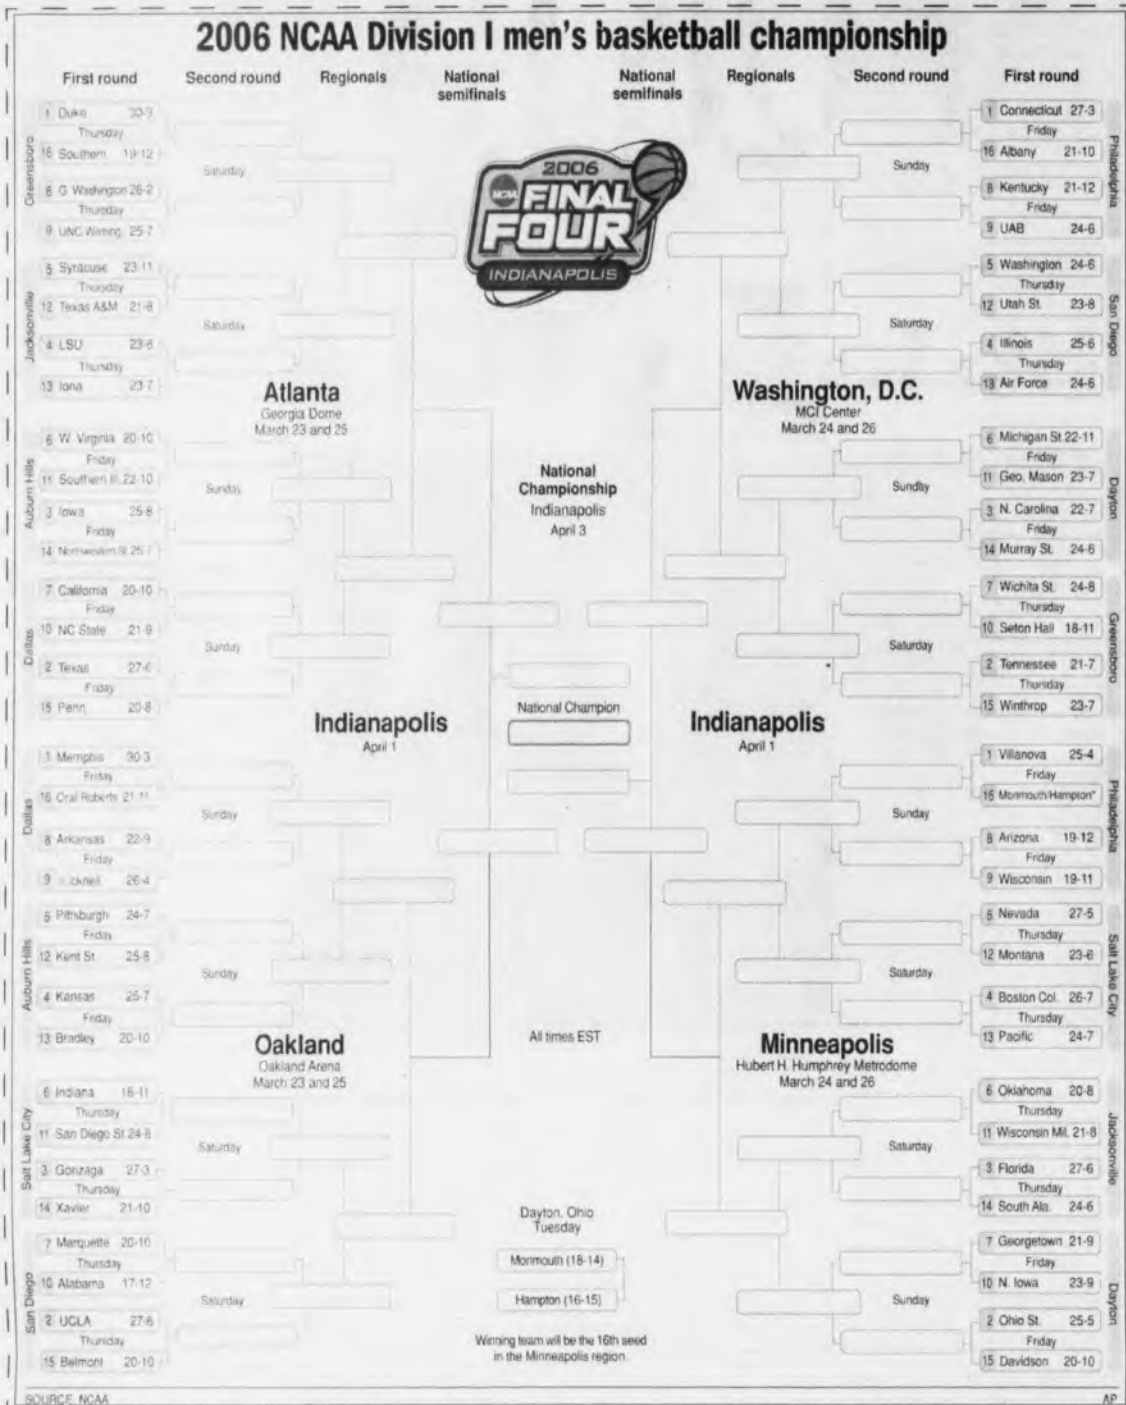 2006 NCAA Division I men's basketball championship
First round
Second round
Regionals
National semifinals
National semifinals
Regionals
Second round
First round
2006
NCAA
FINAL
FOUR
INDIANAPOLIS
Greensboro
1 Duke
Thursday
16 Southern 19-12
8 G Washington 26-2
Thursday
9 UNC Wilming. 25-7
Saturday
Jacksonville
5 Syracuse 23-11
Thursday
12 Texas A&M 21-8
4 LSU 23-8
Thursday
13 Iona 23-7
Saturday
Atlanta
Georgia Dome
March 23 and 25
Auburn Hills
6 W. Virginia 20-10
Friday
11 Southern Ill. 22-10
3 Iowa 25-8
Friday
14 Northwestern St 25-7
Sunday
Dallas
7 California 20-10
Friday
10 NC State 21-9
2 Texas 27-6
Friday
15 Penn 20-8
Sunday
Indianapolis
April 1
Dallas
1 Memphis 30-3
Friday
16 Oral Roberts 21-11
8 Arkansas 22-9
Friday
9 26-4
Sunday
Auburn Hills
5 Pittsburgh 24-7
Friday
12 Kent St 25-8
4 Kansas 25-7
Friday
13 Bradley 20-10
Sunday
Oakland
Oakland Arena
March 23 and 25
Salt Lake City
6 Indiana 18-11
Thursday
11 San Diego St 24-8
3 Gonzaga 27-3
Thursday
14 Xavier 21-10
Saturday
San Diego
7 Marquette 20-10
Thursday
10 Alabama 17-12
2 UCLA 27-6
Thursday
15 Belmont 20-10
Saturday
National
Championship
Indianapolis
April 3
National Champion
All times EST
Dayton, Ohio
Tuesday
Monmouth (18-14)
Hampton (16-15)
Winning team will be the 16th seed
in the Minneapolis region.
Philadelphia
1 Connecticut 27-3
Friday
16 Albany 21-10
8 Kentucky 21-12
Friday
9 UAB 24-6
Sunday
San Diego
5 Washington 24-6
Thursday
12 Utah St. 23-8
4 Illinois 25-6
Thursday
13 Air Force 24-6
Saturday
Washington, D.C.
MCI Center
March 24 and 26
Dayton
6 Michigan St. 22-11
Friday
11 Geo. Mason 23-7
3 N. Carolina 22-7
Friday
14 Murray St. 24-6
Sunday
Greensboro
7 Wichita St. 24-8
Thursday
10 Seton Hall 18-11
2 Tennessee 21-7
Thursday
15 Winthrop 23-7
Saturday
Indianapolis
April 1
Philadelphia
1 Villanova 25-4
Friday
16 Monmouth/Hampton*
8 Arizona 19-12
Friday
9 Wisconsin 19-11
Sunday
Salt Lake City
5 Nevada 27-5
Thursday
12 Montana 23-6
4 Boston Col. 26-7
Thursday
13 Pacific 24-7
Saturday
Minneapolis
Hubert H. Humphrey Metrodome
March 24 and 26
Jacksonville
6 Oklahoma 20-8
Thursday
11 Wisconsin Mil. 21-8
3 Florida 27-6
Thursday
14 South Ala. 24-6
Saturday
Dayton
7 Georgetown 21-9
Friday
10 N. Iowa 23-9
2 Ohio St. 25-5
Friday
15 Davidson 20-10
Sunday
SOURCE: NCAA
AP